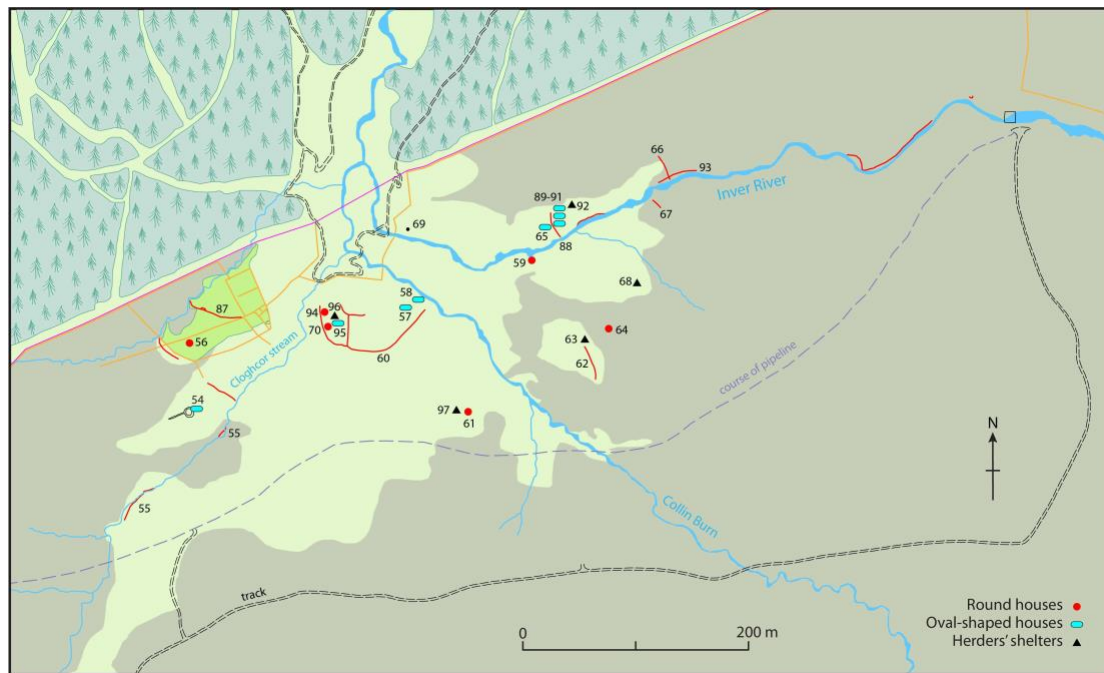 66
93
89-91
92
Inver River
67
69
65
88
59
58
68
96
94
57
87
70
95
64
56
60
63
Cloghcor stream
62
course of pipeline
54
97
61
55
N
55
Collin Burn
track
Round houses
Oval-shaped houses
Herders' shelters
0
200 m